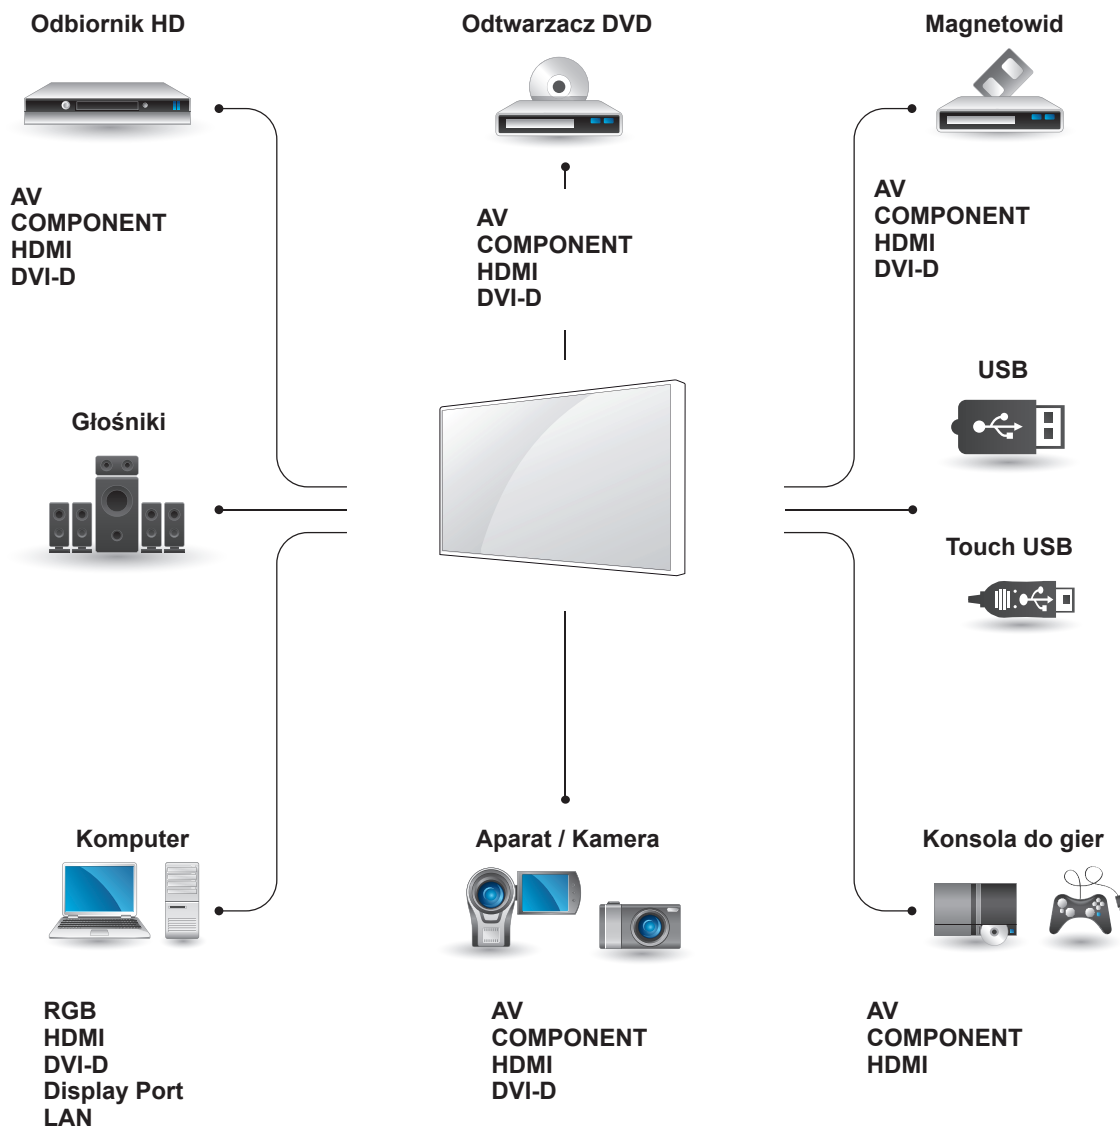 Odbiornik HD
AV
COMPONENT
HDMI
DVI-D
Odtwarzacz DVD
AV
COMPONENT
HDMI
DVI-D
Magnetowid
AV
COMPONENT
HDMI
DVI-D
Głośniki
USB
Touch USB
Komputer
RGB
HDMI
DVI-D
Display Port
LAN
Aparat / Kamera
AV
COMPONENT
HDMI
DVI-D
Konsola do gier
AV
COMPONENT
HDMI